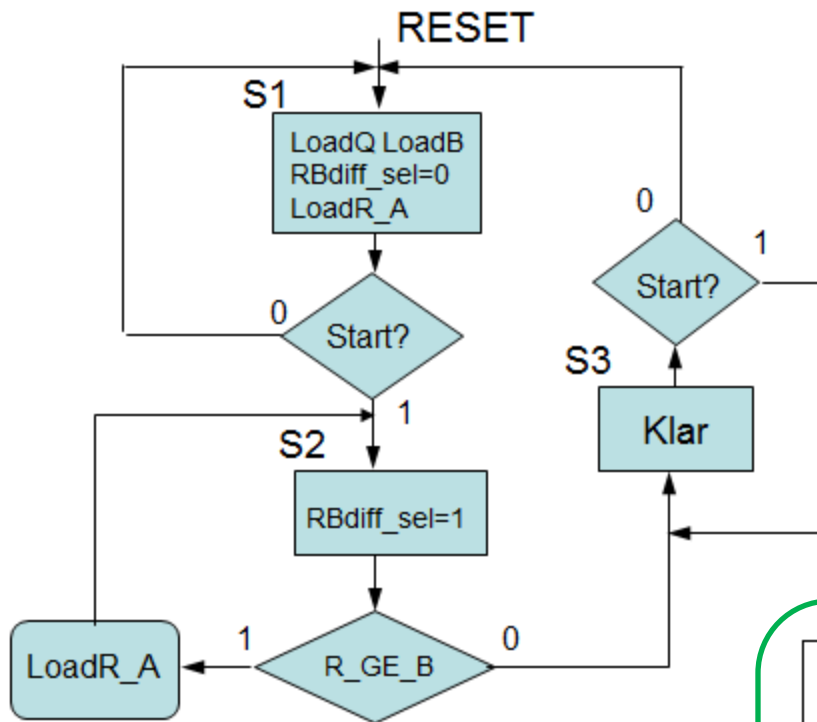 RESET
S1
LoadQ LoadB
RBdiff_sel=0
LoadR_A
0
Start?
1
S2
RBdiff_sel=1
1
R_GE_B
0
LoadR_A
0
1
Start?
S3
Klar